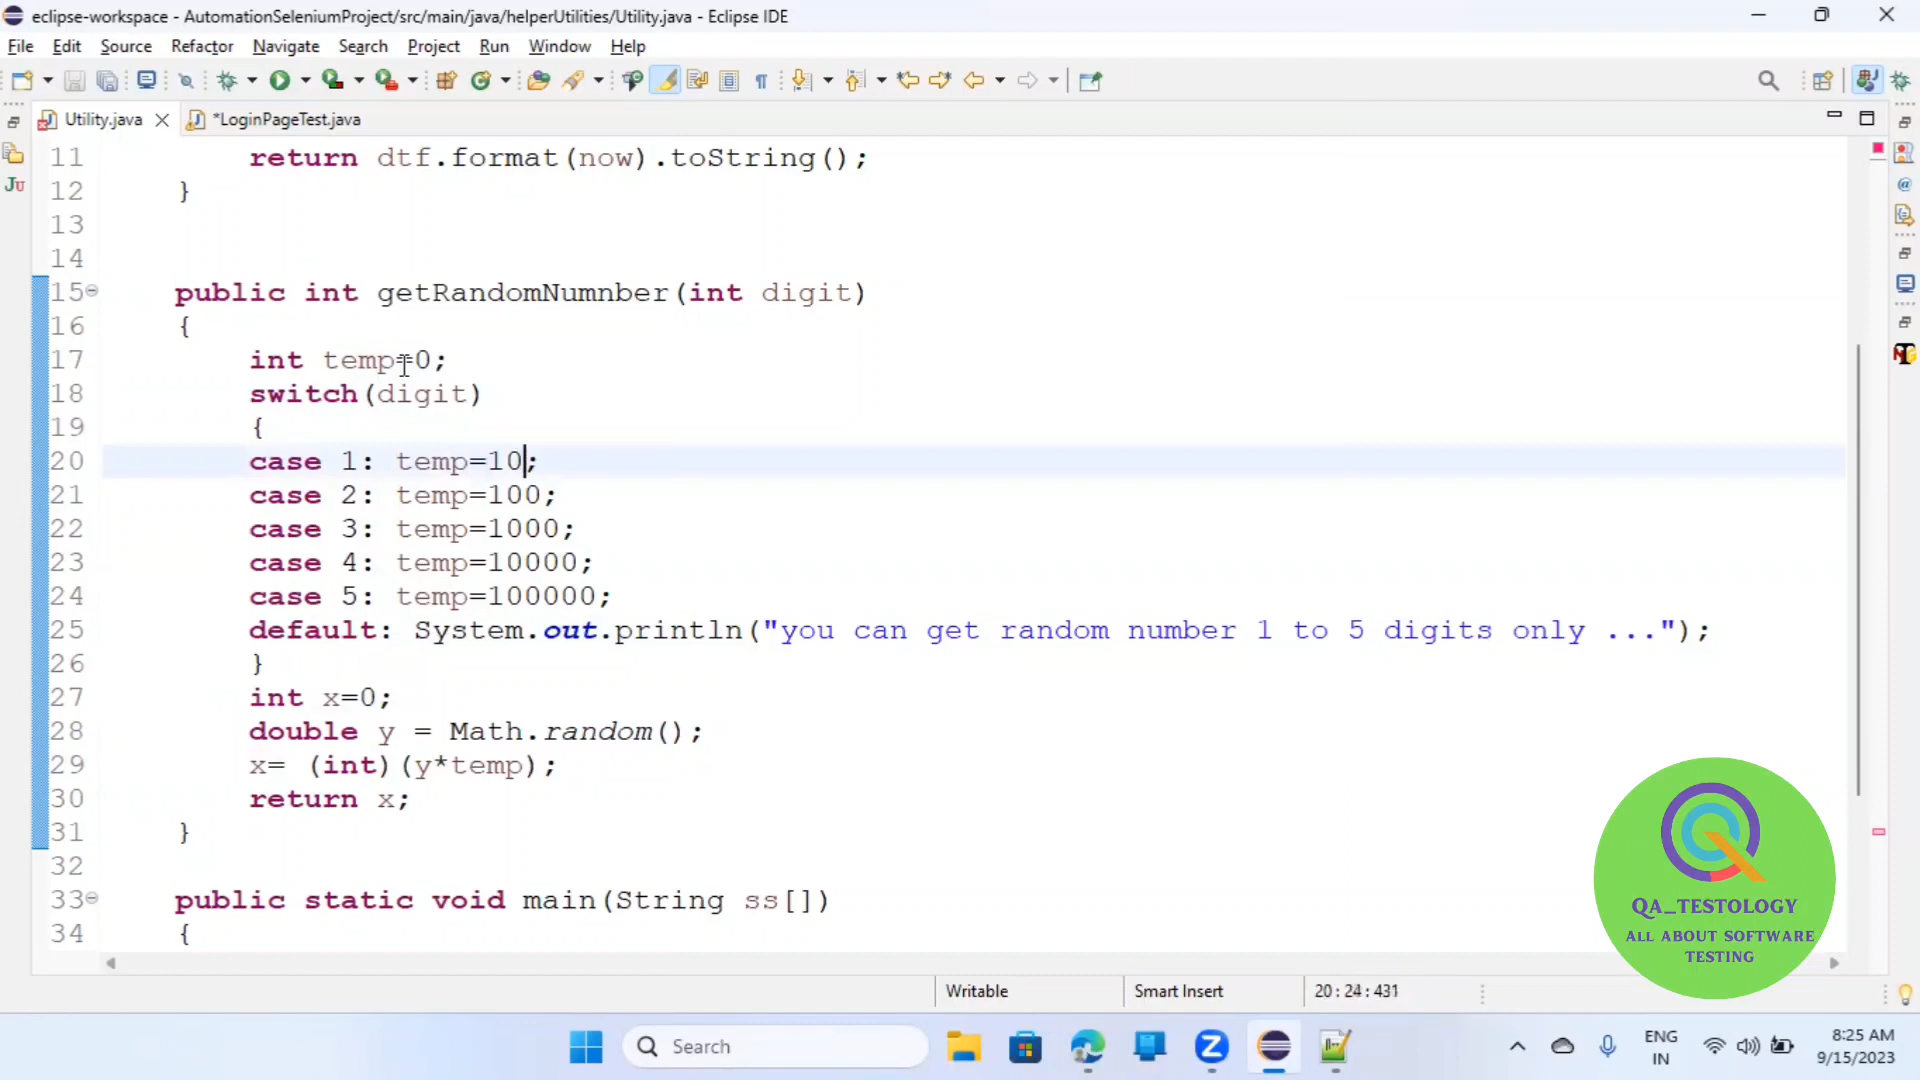 eclipse-workspace - AutomationSeleniumProject/src/main/java/helperUtilities/Utility.java - Eclipse IDE
File Edit Source Refactor Navigate Search Project Run Window Help
Utility.java *LoginPageTest.java
11 return dtf.format(now).toString();
12 }
13
14
15 public int getRandomNumnber(int digit)
16 {
17 int temp=0;
18 switch(digit)
19 {
20 case 1: temp=10;
21 case 2: temp=100;
22 case 3: temp=1000;
23 case 4: temp=10000;
24 case 5: temp=100000;
25 default: System.out.println("you can get random number 1 to 5 digits only ...");
26 }
27 int x=0;
28 double y = Math.random();
29 x= (int)(y*temp);
30 return x;
31 }
32
33 public static void main(String ss[])
34 {
QA_TESTOLOGY
ALL ABOUT SOFTWARE
TESTING
Writable Smart Insert 20 : 24 : 431
Search
ENG
IN
8:25 AM
9/15/2023